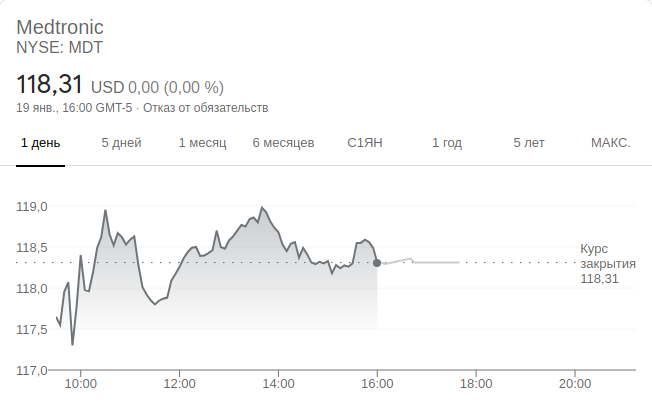 Medtronic
NYSE: MDT
118,31 USD 0,00 (0,00 %)
19 янв., 16:00 GMT-5 · Отказ от обязательств
1 день 5 дней 1 месяц 6 месяцев С1ЯН 1 год 5 лет МАКС.
119,0
118,5
118,0
117,5
117,0
Курс
закрытия
118,31
10:00 12:00 14:00 16:00 18:00 20:00